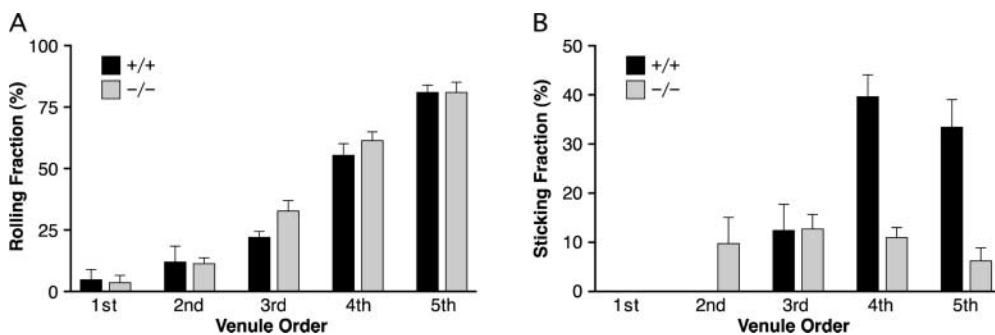 A
Rolling Fraction (%)
100
75
50
25
0
+/+
−/−
1st 2nd 3rd 4th 5th
Venule Order
B
Sticking Fraction (%)
50
40
30
20
10
0
+/+
−/−
1st 2nd 3rd 4th 5th
Venule Order